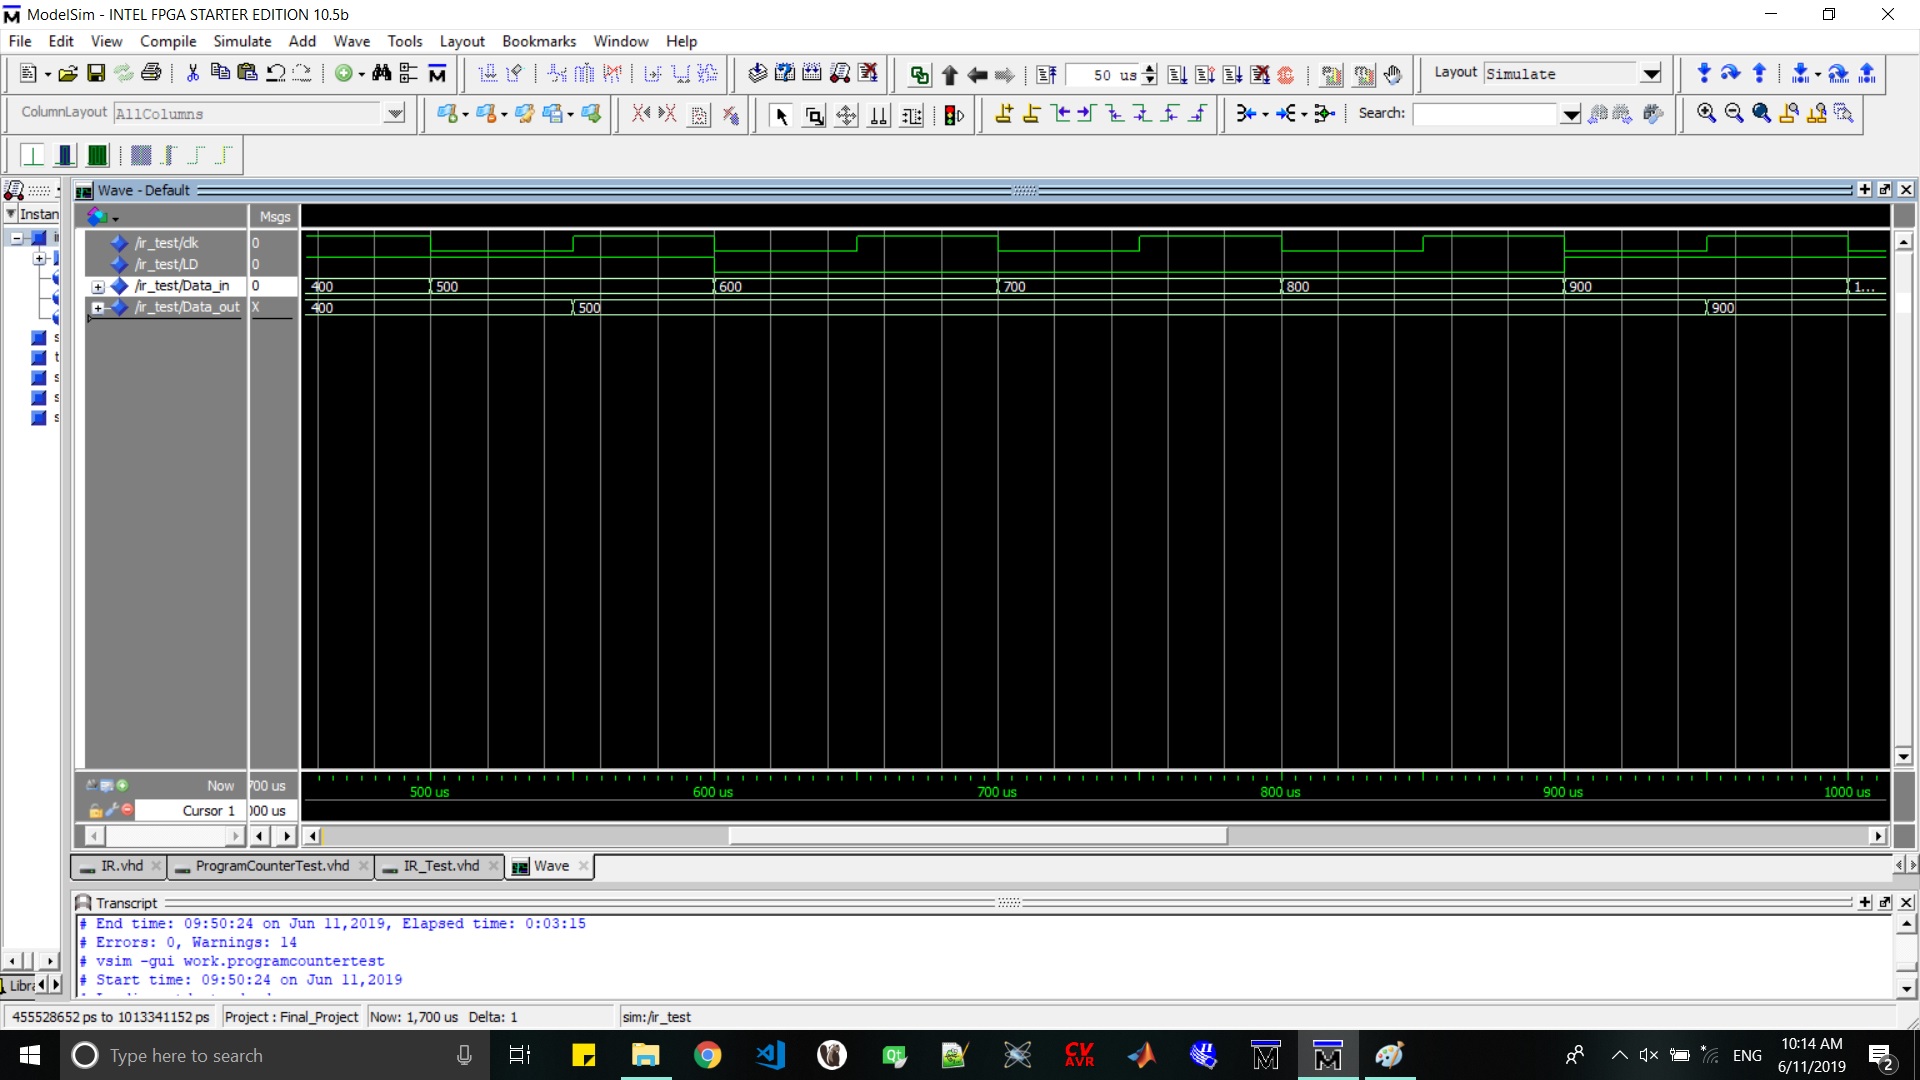 ModelSim - INTEL FPGA STARTER EDITION 10.5b
File Edit View Compile Simulate Add Wave Tools Layout Bookmarks Window Help
50 us
Layout Simulate
ColumnLayout AllColumns
Search:
Wave - Default
Instan
Msgs
/ir_test/clk 0
/ir_test/LD 0
/ir_test/Data_in 0 400 500 600 700 800 900 1...
/ir_test/Data_out X 400 500 900
Now 700 us
Cursor 1 000 us
500 us 600 us 700 us 800 us 900 us 1000 us
IR.vhd ProgramCounterTest.vhd IR_Test.vhd Wave
Transcript
# End time: 09:50:24 on Jun 11,2019, Elapsed time: 0:03:15
# Errors: 0, Warnings: 14
# vsim -gui work.programcountertest
# Start time: 09:50:24 on Jun 11,2019
Libra
455528652 ps to 1013341152 ps Project : Final_Project Now: 1,700 us Delta: 1 sim:/ir_test
Type here to search
CV
AVR
Qt
ENG
10:14 AM
6/11/2019
2